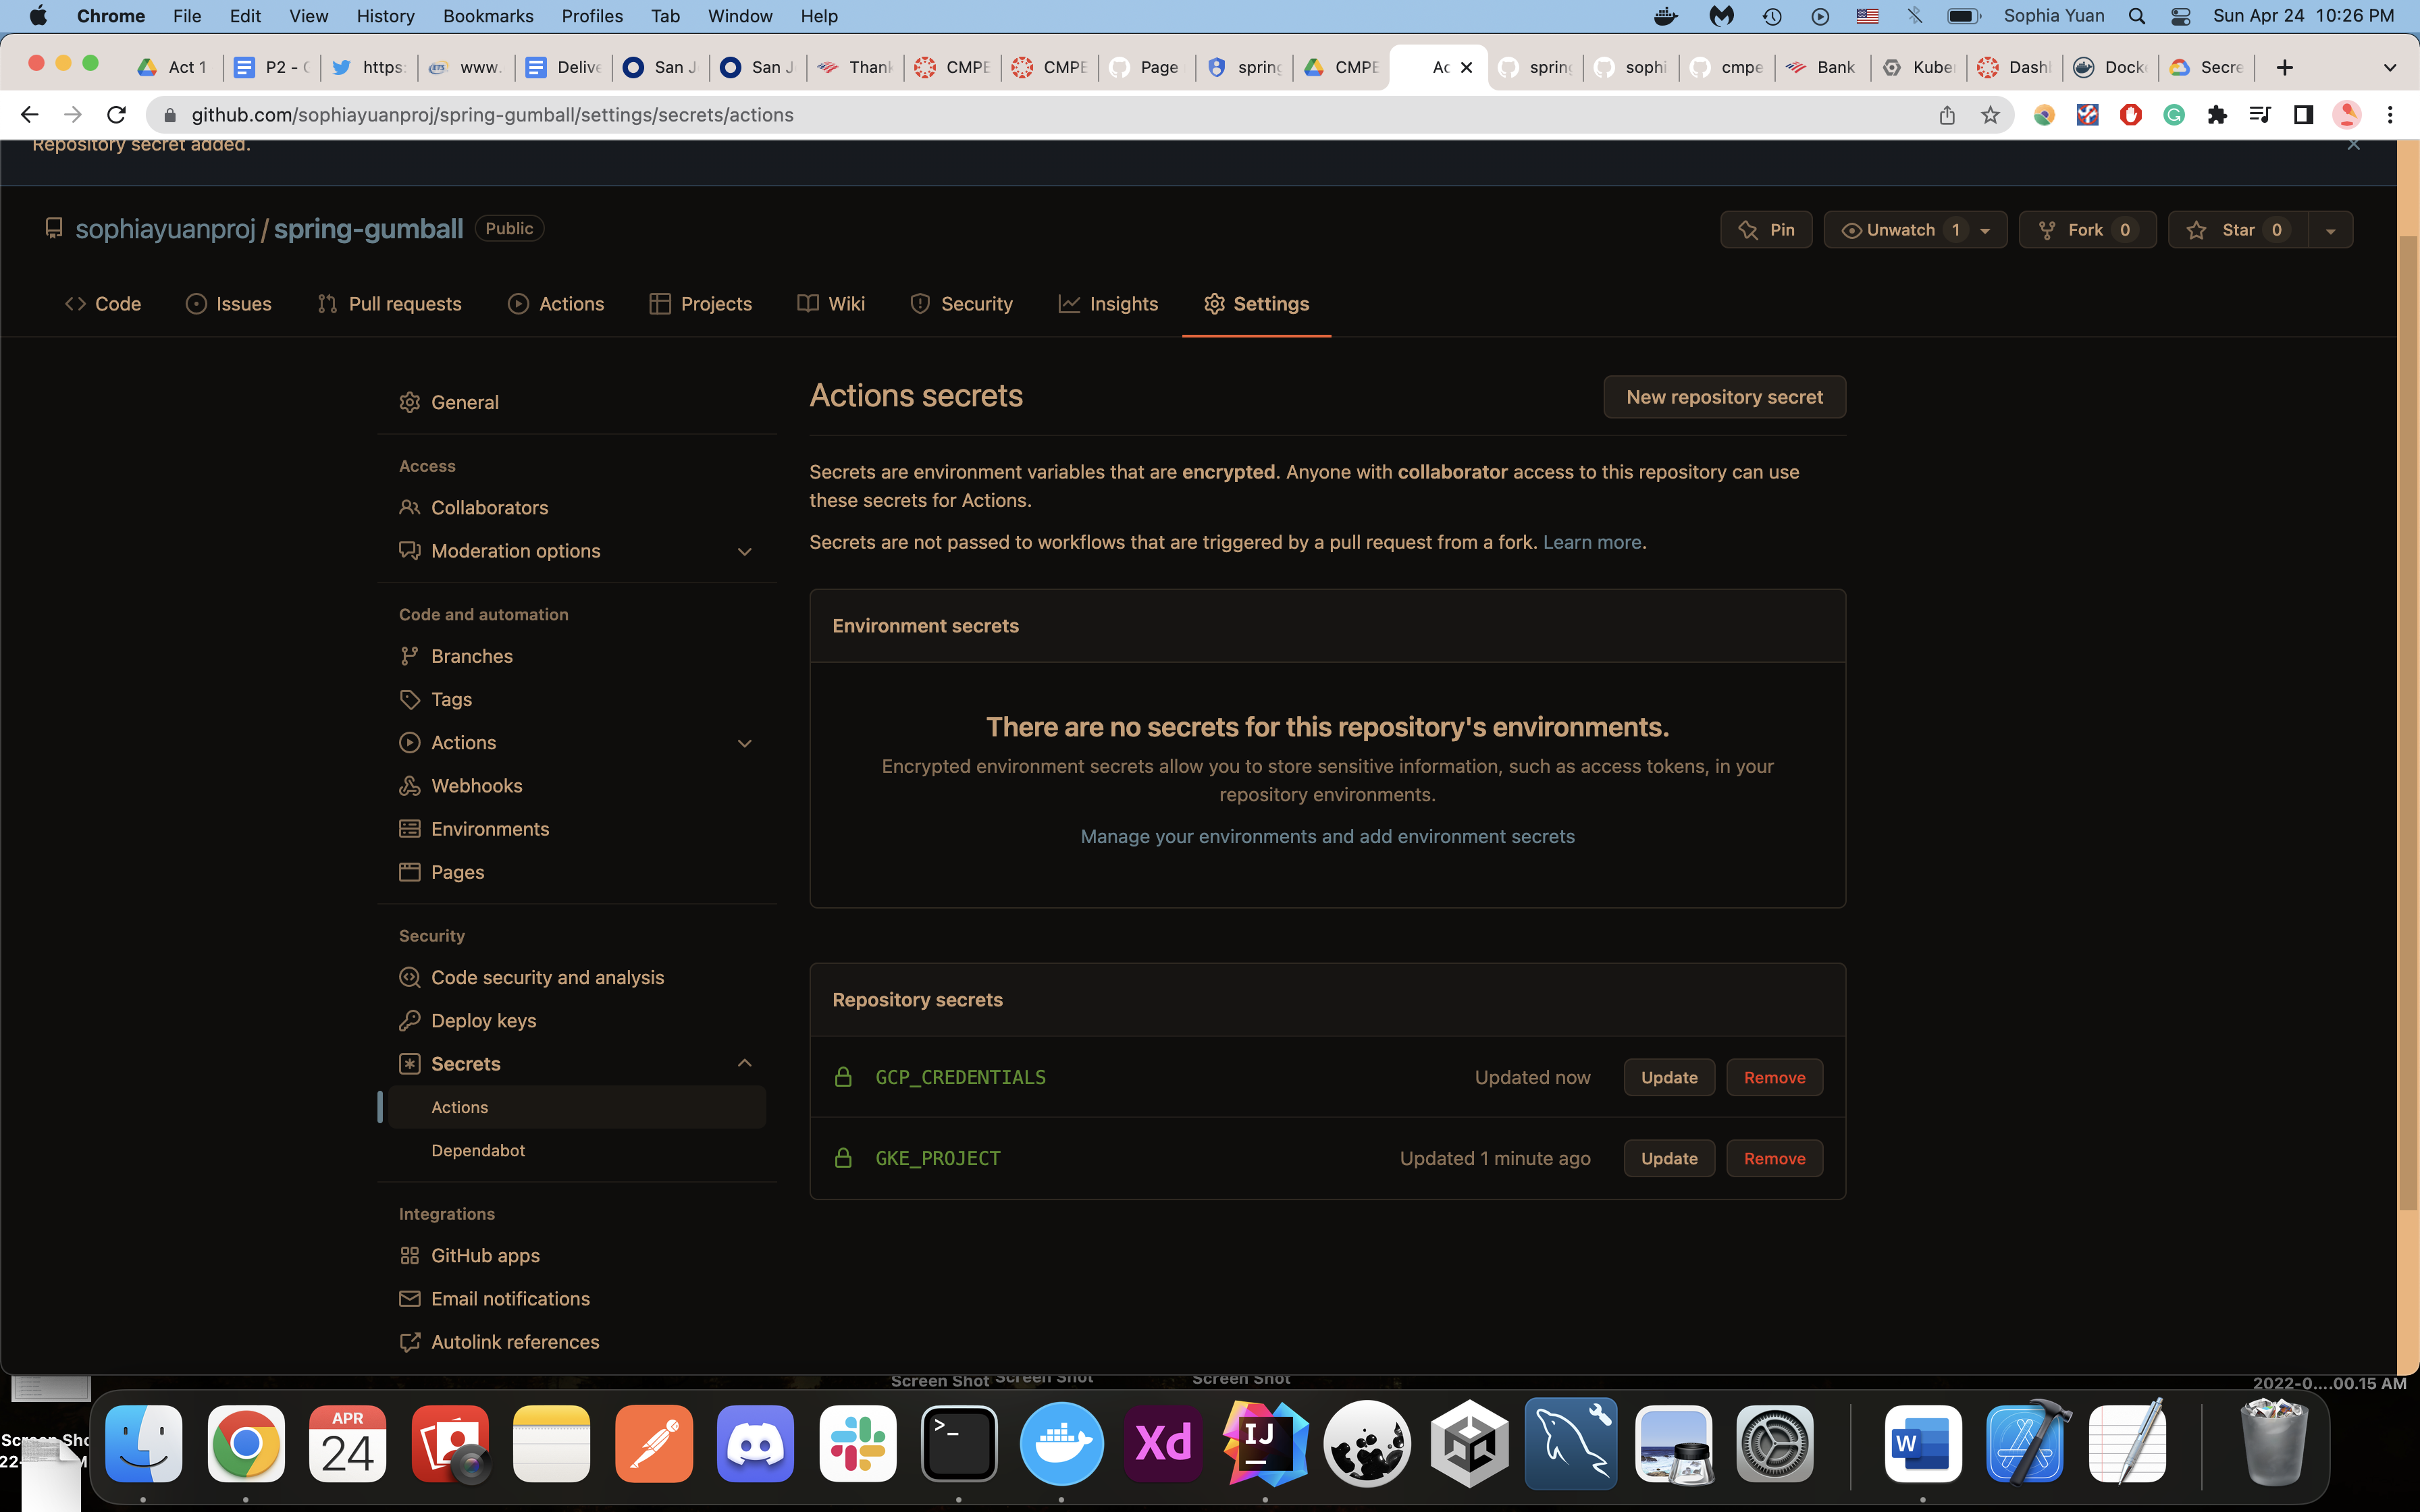 Chrome File Edit View History Bookmarks Profiles Tab Window Help Sophia Yuan Sun Apr 24 10:26 PM
Act 1 P2 - https: www. Delive San J San J Thank CMPE CMPE Page spring CMPE Ac spring sophi cmpe Bank Kube Dash Dock Secre
github.com/sophiayuanproj/spring-gumball/settings/secrets/actions
Repository secret added.
sophiayuanproj / spring-gumball Public Pin Unwatch 1 Fork 0 Star 0
Code Issues Pull requests Actions Projects Wiki Security Insights Settings
General
Access
Collaborators
Moderation options
Code and automation
Branches
Tags
Actions
Webhooks
Environments
Pages
Security
Code security and analysis
Deploy keys
Secrets
Actions
Dependabot
Integrations
GitHub apps
Email notifications
Autolink references
Actions secrets New repository secret
Secrets are environment variables that are encrypted. Anyone with collaborator access to this repository can use
these secrets for Actions.
Secrets are not passed to workflows that are triggered by a pull request from a fork. Learn more.
Environment secrets
There are no secrets for this repository's environments.
Encrypted environment secrets allow you to store sensitive information, such as access tokens, in your
repository environments.
Manage your environments and add environment secrets
Repository secrets
GCP_CREDENTIALS Updated now Update Remove
GKE_PROJECT Updated 1 minute ago Update Remove
Screen Shot Screen Shot Screen Shot 2022-0....00.15 AM
APR
24
Xd
IJ
W